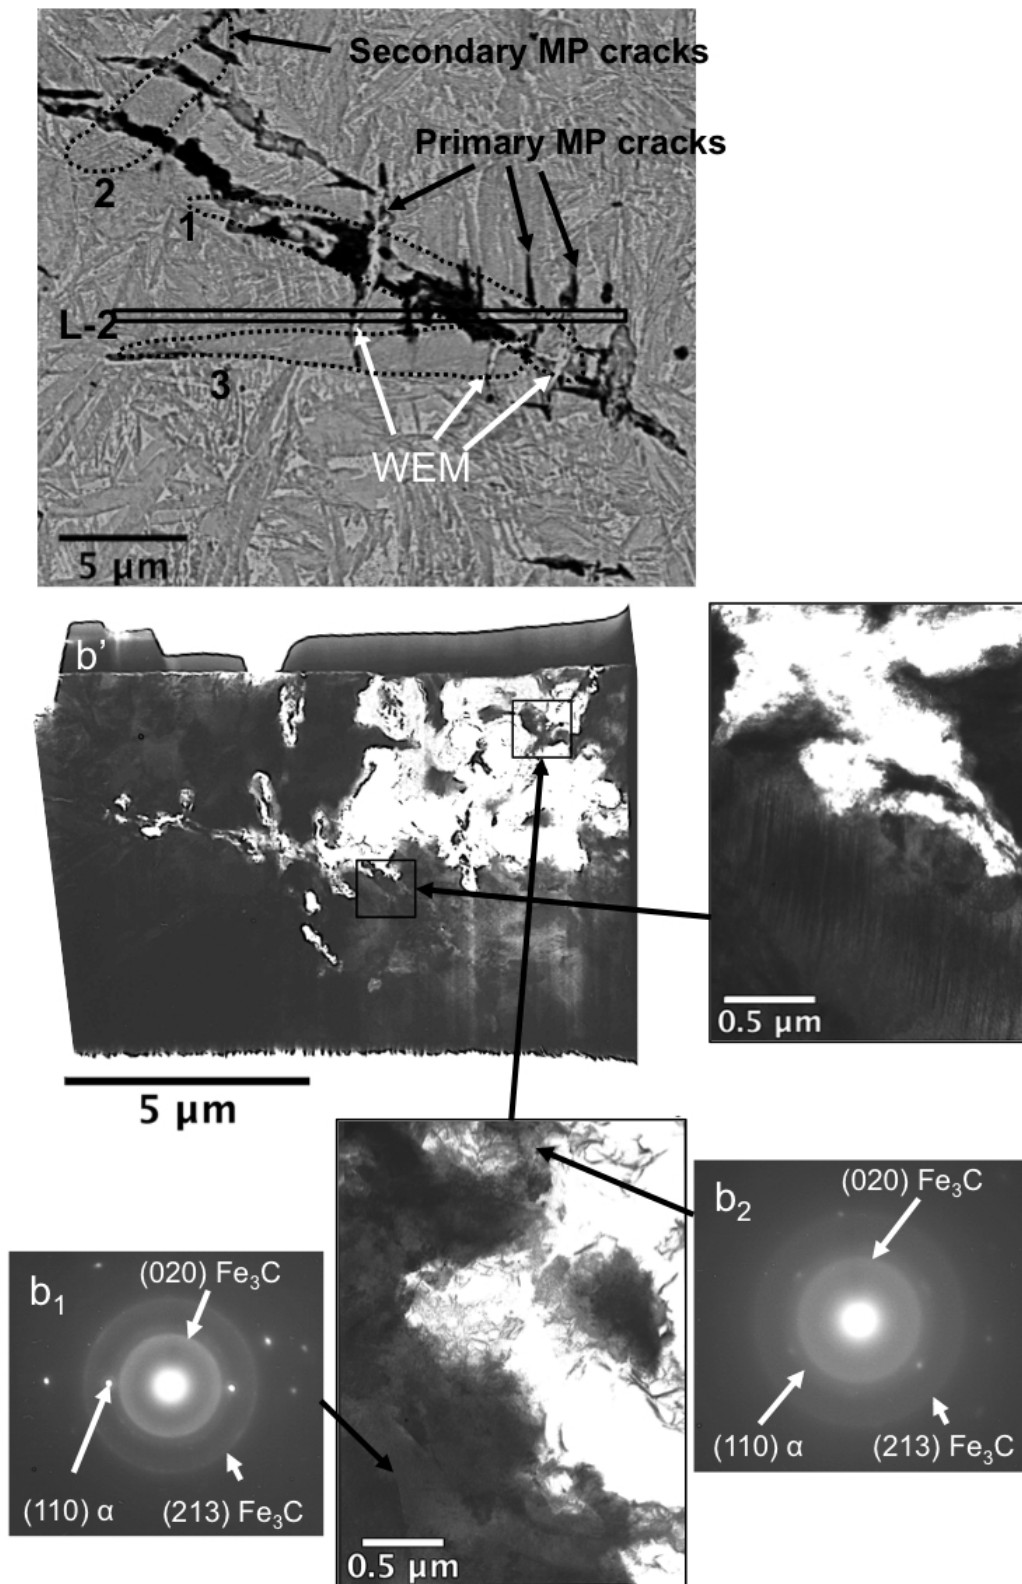 Secondary MP cracks
Primary MP cracks
2
1
L-2
3
WEM
5 µm
b’
0.5 µm
5 µm
(020) Fe₃C
b₂
(020) Fe₃C
b₁
(110) α
(213) Fe₃C
(110) α
(213) Fe₃C
0.5 µm